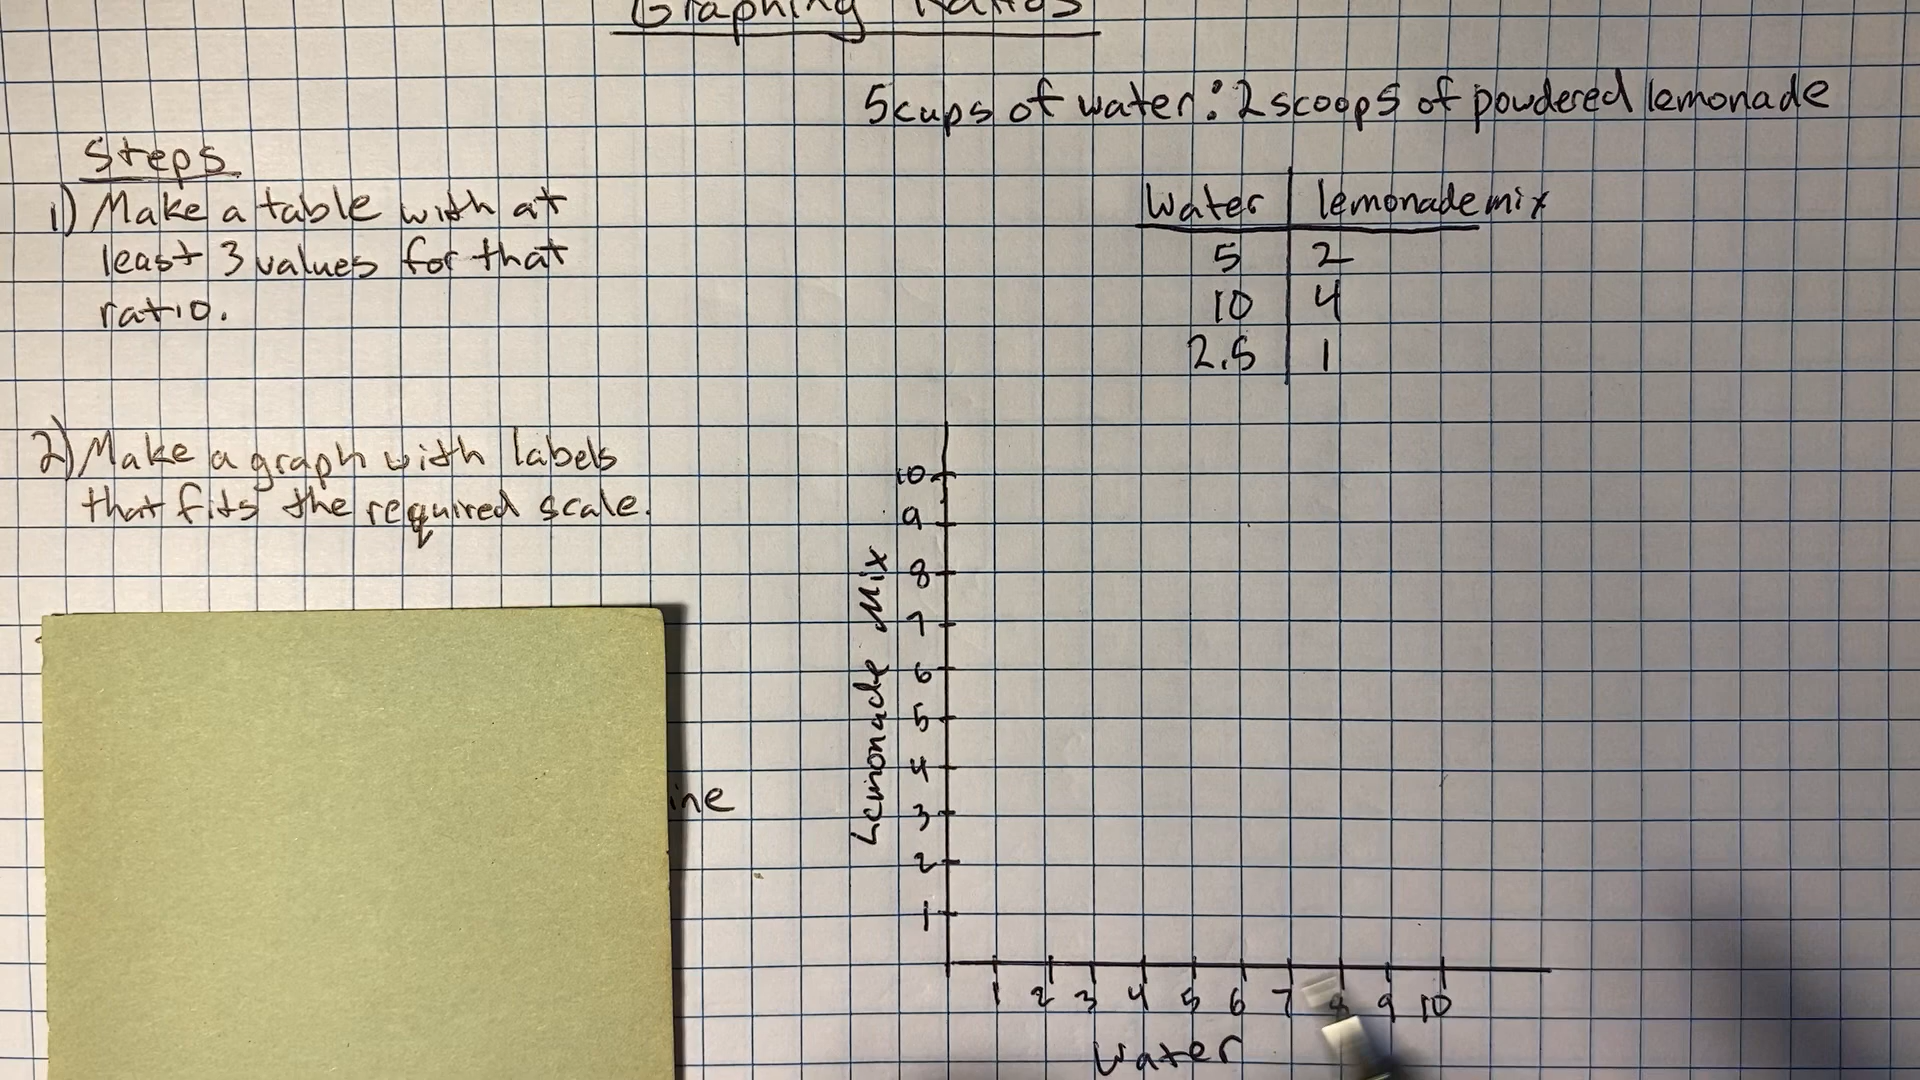 Graphing Ratios
5 cups of water : 2 scoops of powdered lemonade
Steps
1) Make a table with at
least 3 values for that
ratio.
Water lemonade mix
5 2
10 4
2.5 1
2) Make a graph with labels
that fits the required scale.
ine
Lemonade Mix
10
9
8
7
6
5
4
3
2
1
1 2 3 4 5 6 7 8 9 10
Water